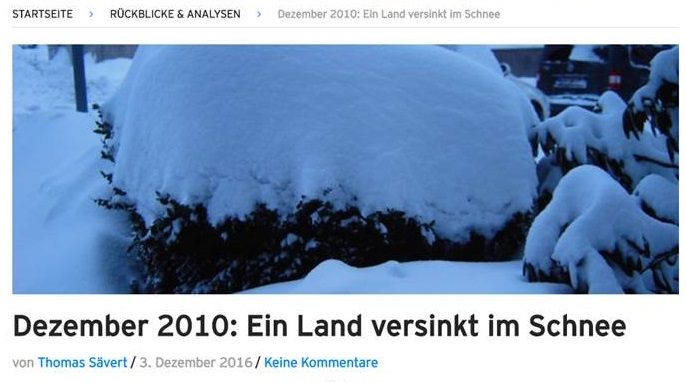 STARTSEITE › RÜCKBLICKE & ANALYSEN › Dezember 2010: Ein Land versinkt im Schnee
Dezember 2010: Ein Land versinkt im Schnee
von Thomas Sävert / 3. Dezember 2016 / Keine Kommentare